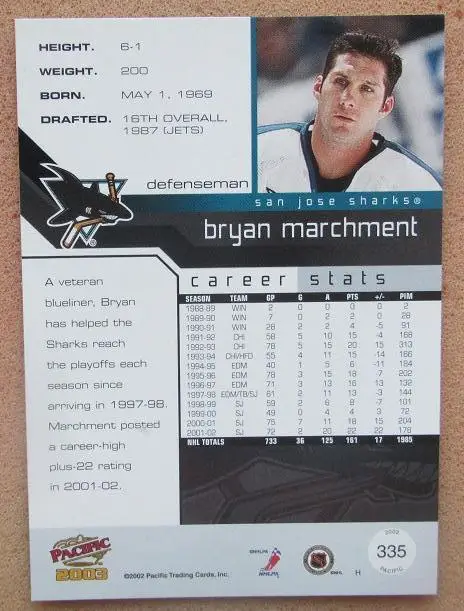 HEIGHT. 6-1
WEIGHT. 200
BORN. MAY 1, 1969
DRAFTED. 16TH OVERALL,
1987 (JETS)
defenseman
san jose sharks®
bryan marchment
A veteran
blueliner, Bryan
has helped the
Sharks reach
the playoffs each
season since
arriving in 1997-98.
Marchment posted
a career-high
plus-22 rating
in 2001-02.
career stats
SEASON TEAM GP G A PTS +/- PIM
1988-89 WIN 2 0 0 0 0 2
1989-90 WIN 7 0 2 2 0 28
1990-91 WIN 28 2 2 4 -5 91
1991-92 CHI 58 5 10 15 -4 168
1992-93 CHI 78 5 15 20 15 313
1993-94 CHI/HFD 55 4 11 15 -14 166
1994-95 EDM 40 1 5 6 -11 184
1995-96 EDM 78 3 15 18 -7 202
1996-97 EDM 71 3 13 16 13 132
1997-98 EDM/TB/SJ 61 2 11 13 -3 144
1998-99 SJ 59 2 6 8 -7 101
1999-00 SJ 49 0 4 4 3 72
2000-01 SJ 75 7 11 18 15 204
2001-02 SJ 72 2 20 22 22 178
NHL TOTALS 733 36 125 161 17 1985
PACIFIC
2003
©2002 Pacific Trading Cards, Inc.
NHLPA
NHL
H
2002
335
PACIFIC